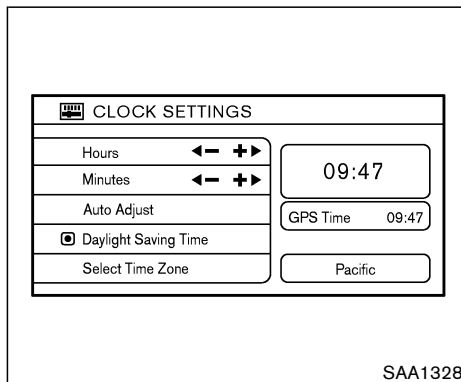 CLOCK SETTINGS
Hours
Minutes
Auto Adjust
Daylight Saving Time
Select Time Zone
09:47
GPS Time 09:47
Pacific
SAA1328